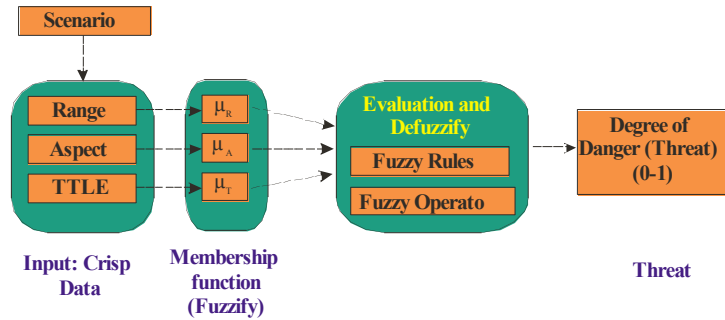 Scenario
Range
Aspect
TTLE
μR
μA
μT
Evaluation and
Defuzzify
Fuzzy Rules
Fuzzy Operato
Degree of
Danger (Threat)
(0-1)
Input: Crisp
Data
Membership
function
(Fuzzify)
Threat